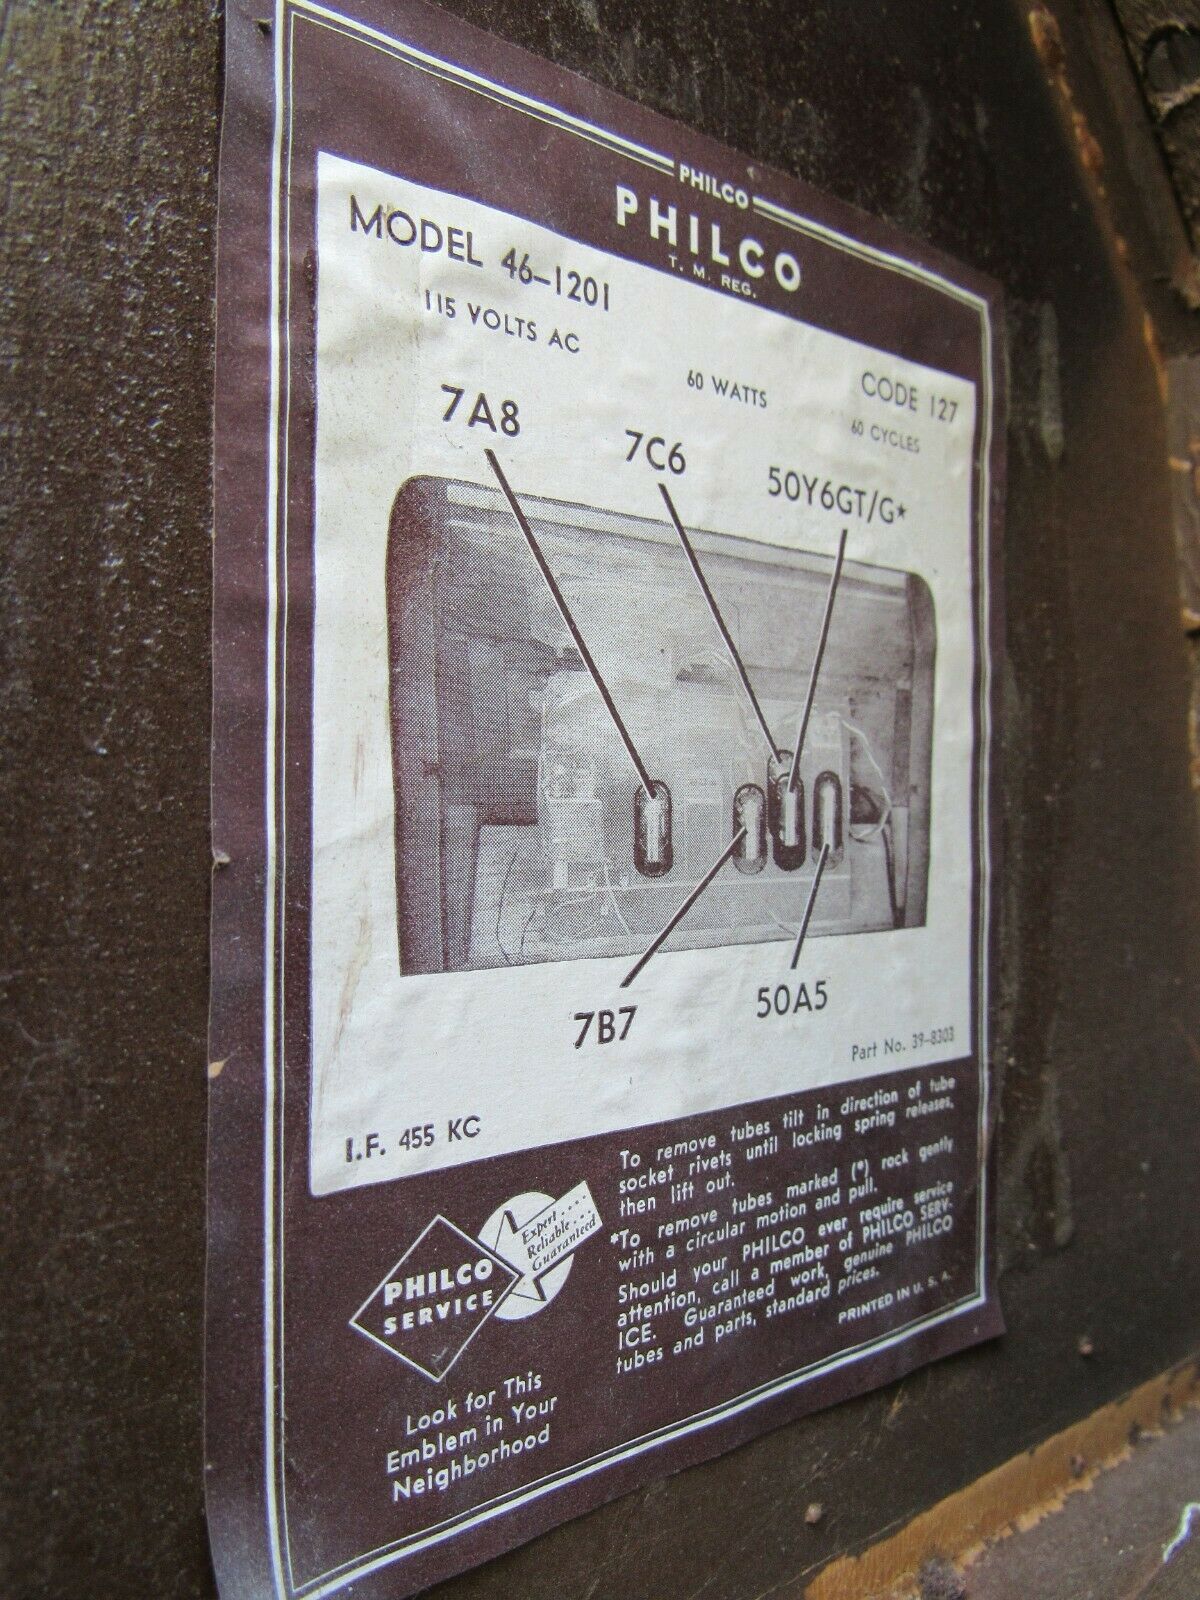 PHILCO
PHILCO
T. M. REG.
MODEL 46-1201
CODE 127
115 VOLTS AC
60 WATTS
60 CYCLES
7A8
7C6
50Y6GT/G*
7B7
50A5
Part No. 39-8303
I.F. 455 KC
To remove tubes tilt in direction of tube
socket rivets until locking spring releases,
then lift out.
*To remove tubes marked (*) rock gently
with a circular motion and pull.
Should your PHILCO ever require service
attention, call a member of PHILCO SERV-
ICE. Guaranteed work, genuine PHILCO
tubes and parts, standard prices.
PRINTED IN U. S. A.
Expert....
Reliable...
Guaranteed
PHILCO
SERVICE
Look for This
Emblem in Your
Neighborhood